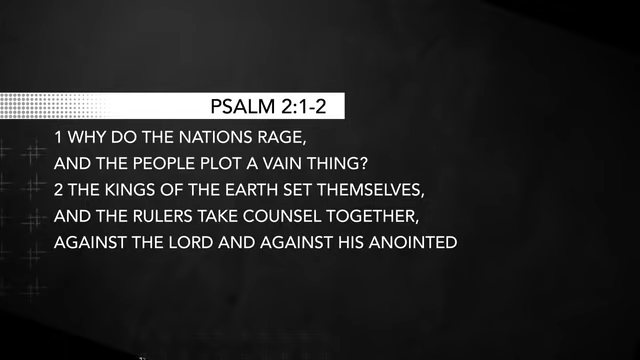 PSALM 2:1-2
1 WHY DO THE NATIONS RAGE,
AND THE PEOPLE PLOT A VAIN THING?
2 THE KINGS OF THE EARTH SET THEMSELVES,
AND THE RULERS TAKE COUNSEL TOGETHER,
AGAINST THE LORD AND AGAINST HIS ANOINTED